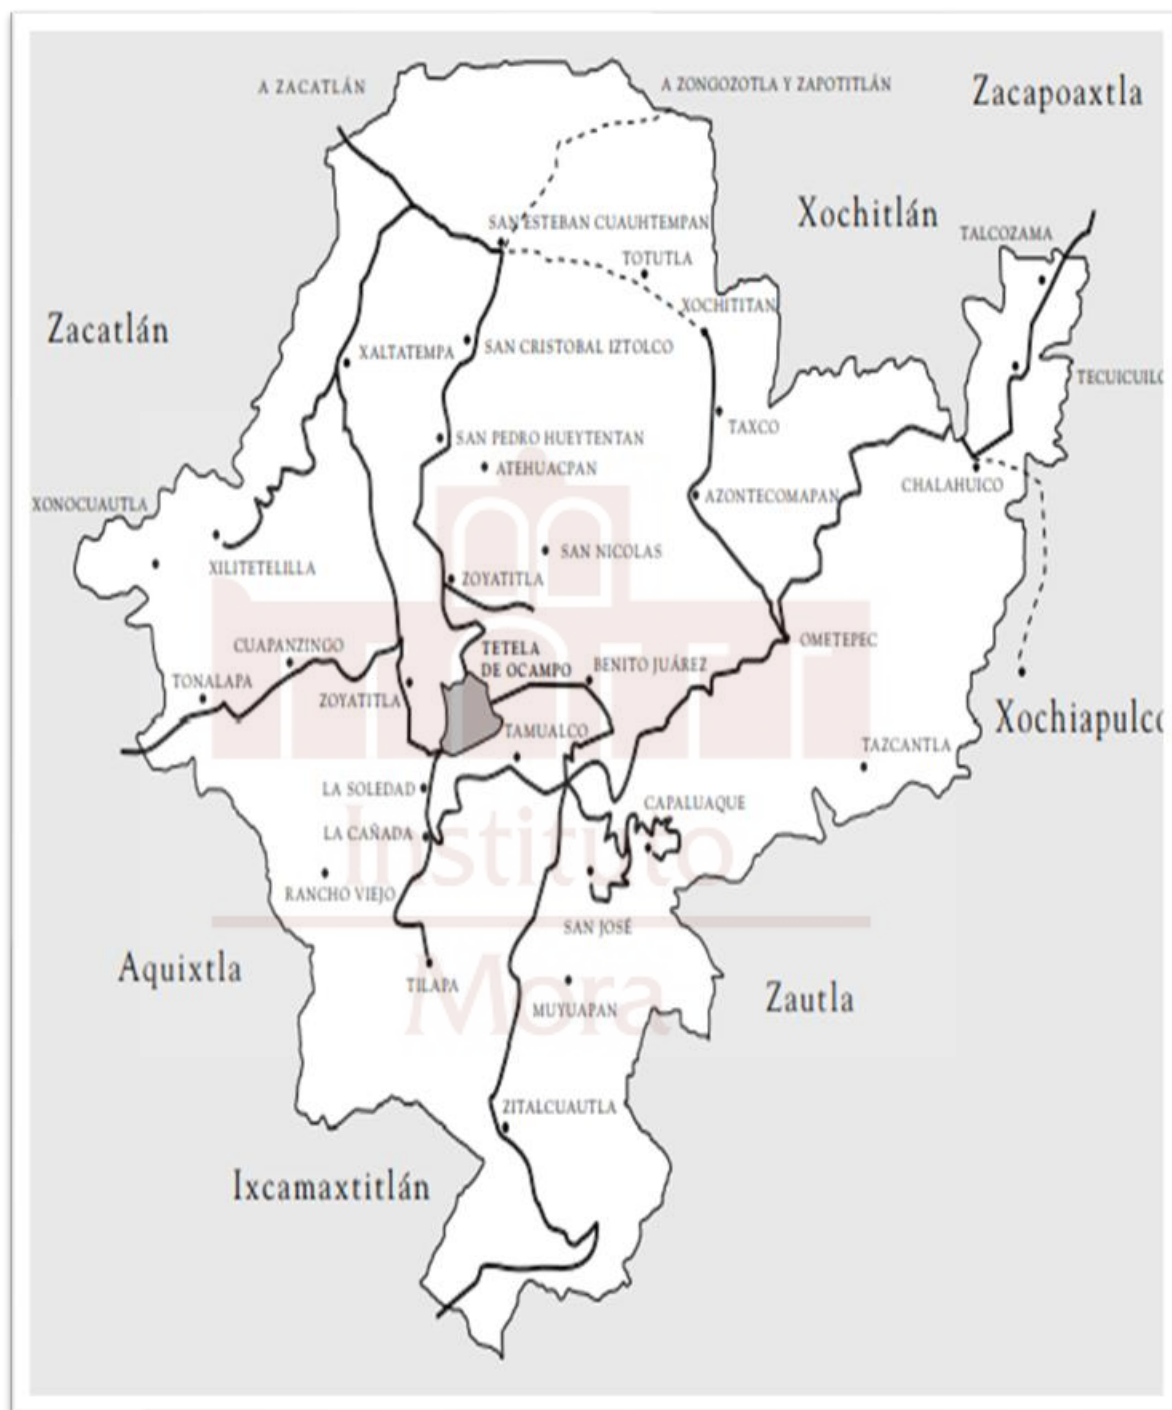 A ZACATLÁN
A ZONGOZOTLA Y ZAPOTITLÁN
Zacapoaxtla
Xochitlán
SAN ESTEBAN CUAUHTEMPAN
TALCOZAMA
TOTUTLA
XOCHITITAN
Zacatlán
XALTATEMPA
SAN CRISTOBAL IZTOLCO
TECUICUILC
TAXCO
SAN PEDRO HUEYTENTAN
ATEHUACPAN
CHALAHUICO
AZONTECOMAPAN
XONOCUAUTLA
SAN NICOLAS
XILITETELILLA
ZOYATITLA
OMETEPEC
CUAPANZINGO
TETELA
DE OCAMPO
BENITO JUÁREZ
TONALAPA
ZOYATITLA
Xochiapulco
TAMUALCO
TAZCANTLA
LA SOLEDAD
CAPALUAQUE
LA CAÑADA
Instituto
RANCHO VIEJO
SAN JOSÉ
Aquixtla
TILAPA
Mora
MUYUAPAN
Zautla
ZITALCUAUTLA
Ixcamaxtitlán